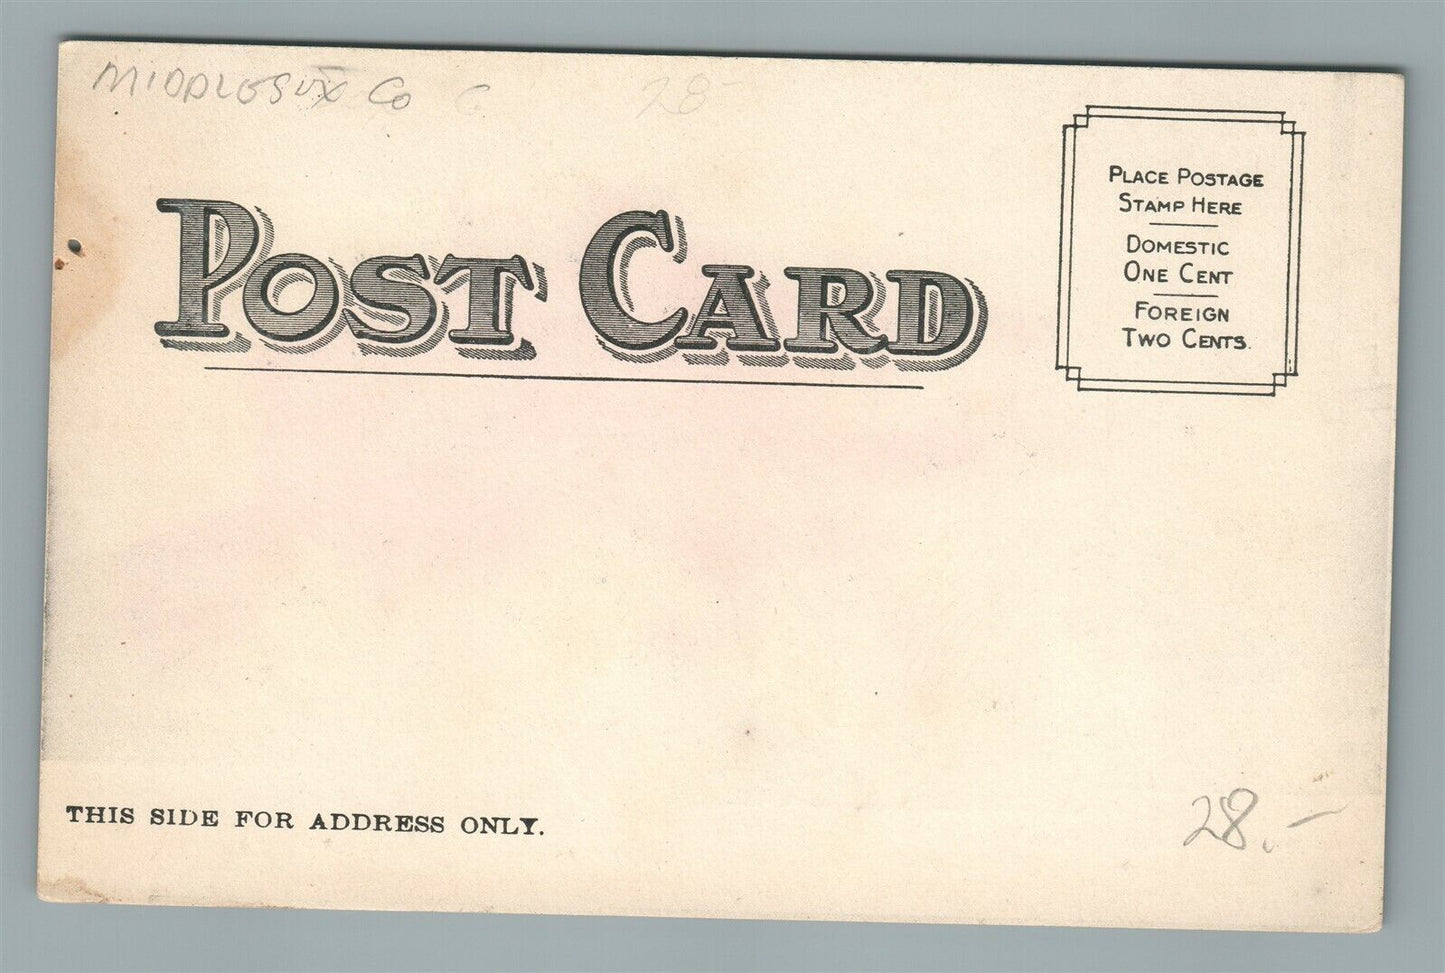 MIDDLESEX Co C.
28-
POST CARD
PLACE POSTAGE
STAMP HERE
DOMESTIC
ONE CENT
FOREIGN
TWO CENTS.
THIS SIDE FOR ADDRESS ONLY.
28.-